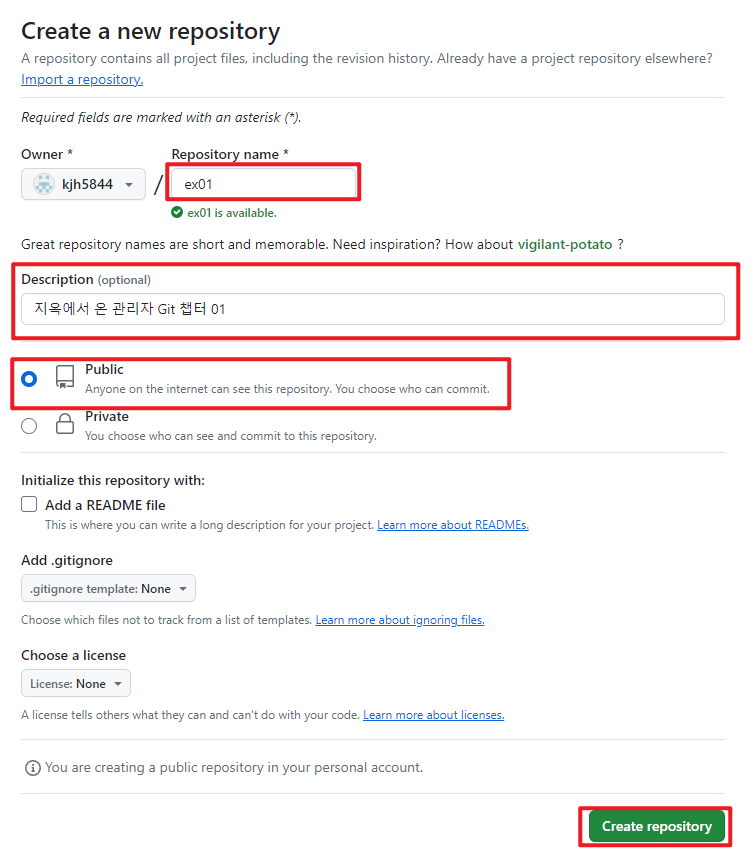 Create a new repository
A repository contains all project files, including the revision history. Already have a project repository elsewhere?
Import a repository.
Required fields are marked with an asterisk (*).
Owner * Repository name *
kjh5844 / ex01
ex01 is available.
Great repository names are short and memorable. Need inspiration? How about vigilant-potato ?
Description (optional)
지옥에서 온 관리자 Git 챕터 01
Public
Anyone on the internet can see this repository. You choose who can commit.
Private
You choose who can see and commit to this repository.
Initialize this repository with:
Add a README file
This is where you can write a long description for your project. Learn more about READMEs.
Add .gitignore
.gitignore template: None
Choose which files not to track from a list of templates. Learn more about ignoring files.
Choose a license
License: None
A license tells others what they can and can't do with your code. Learn more about licenses.
You are creating a public repository in your personal account.
Create repository